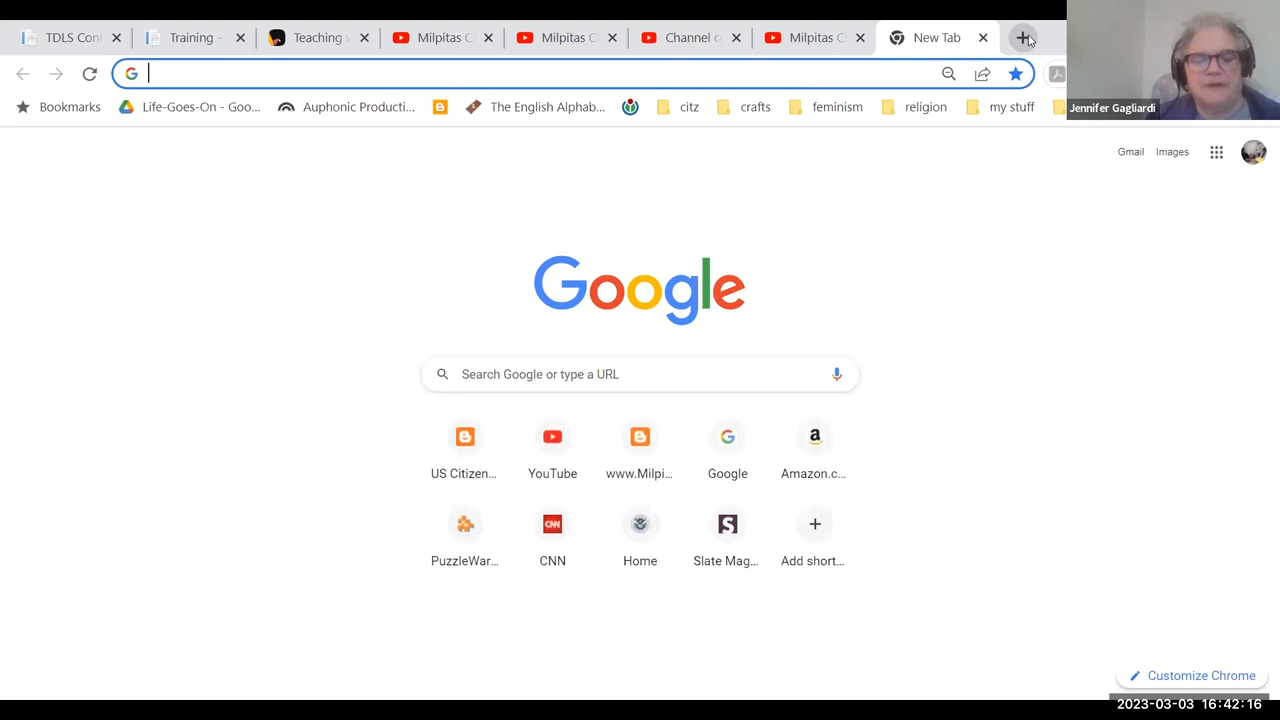 TDLS Con
Training -
Teaching v
Milpitas C
Milpitas C
Channel c
Milpitas C
New Tab
Bookmarks
Life-Goes-On - Goo...
Auphonic Producti...
The English Alphab...
citz
crafts
feminism
religion
my stuff
Jennifer Gagliardi
Gmail
Images
Google
Search Google or type a URL
US Citizen...
YouTube
www.Milpi...
Google
Amazon.c...
PuzzleWar...
CNN
Home
Slate Mag...
Add short...
Customize Chrome
2023-03-03 16:42:16